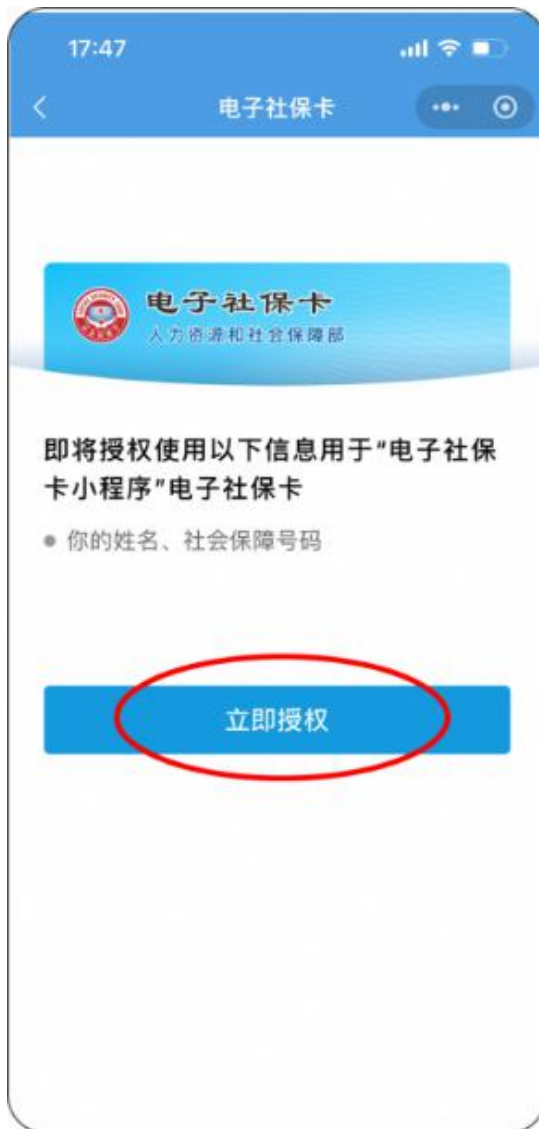 17:47
电子社保卡
电子社保卡
人力资源和社会保障部
即将授权使用以下信息用于“电子社保
卡小程序”电子社保卡
你的姓名、社会保障号码
立即授权